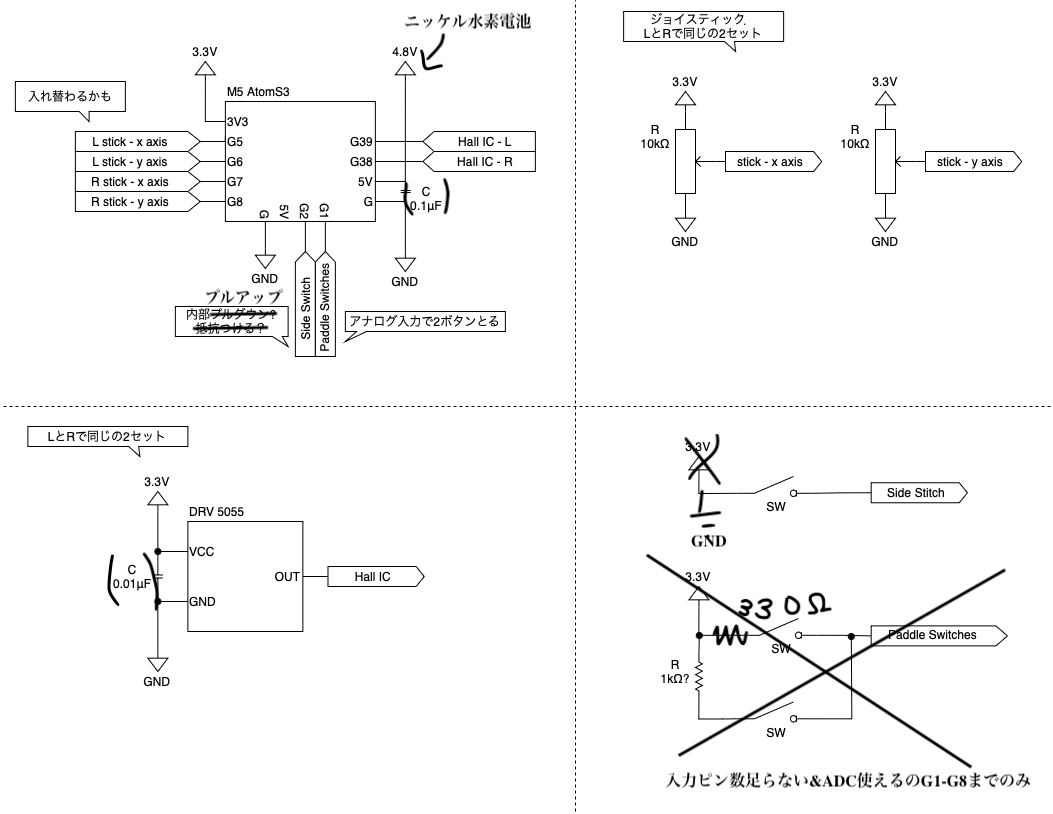 ニッケル水素電池
3.3V
4.8V
入れ替わるかも
M5 AtomS3
3V3
L stick - x axis
G5
L stick - y axis
G6
R stick - x axis
G7
R stick - y axis
G8
G39
Hall IC - L
G38
Hall IC - R
5V
G
C
0.1μF
G
5V
G2
G1
GND
GND
Side Switch
Paddle Switches
プルアップ
内部プルダウン?
抵抗つける?
アナログ入力で2ボタンとる
ジョイスティック.
LとRで同じの2セット
3.3V
R
10kΩ
stick - x axis
GND
3.3V
R
10kΩ
stick - y axis
GND
LとRで同じの2セット
3.3V
DRV 5055
VCC
C
0.01μF
GND
OUT
Hall IC
GND
3.3V
SW
Side Stitch
GND
3.3V
330Ω
SW
Paddle Switches
R
1kΩ?
SW
入力ピン数足らない&ADC使えるのG1-G8までのみ